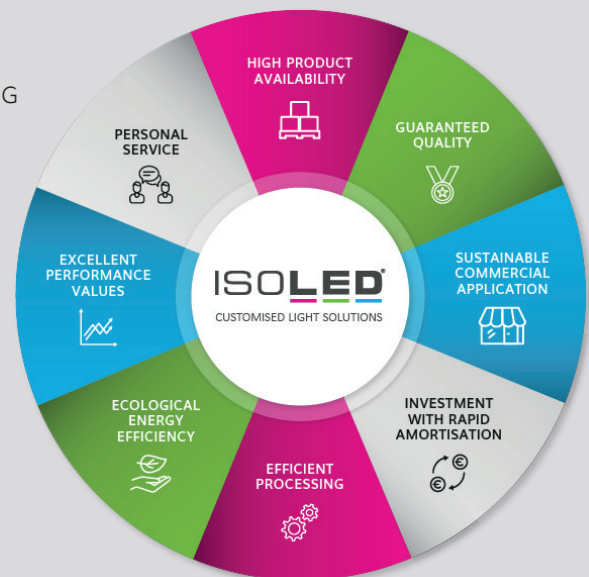 G
HIGH PRODUCT
AVAILABILITY
GUARANTEED
QUALITY
SUSTAINABLE
COMMERCIAL
APPLICATION
INVESTMENT
WITH RAPID
AMORTISATION
€
€
EFFICIENT
PROCESSING
ECOLOGICAL
ENERGY
EFFICIENCY
EXCELLENT
PERFORMANCE
VALUES
PERSONAL
SERVICE
ISOLED®
CUSTOMISED LIGHT SOLUTIONS